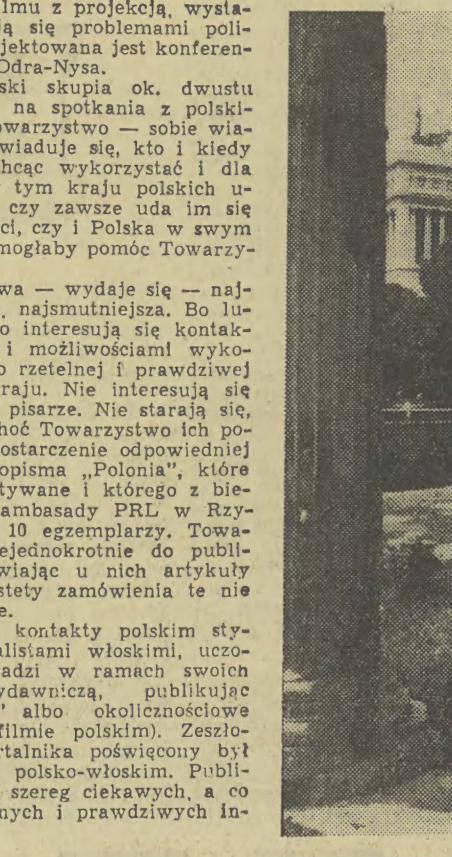 ilmu z projekcją, wysta-
ją się problemami poli-
jektowana jest konferen-
Odra-Nysa.
ski skupia ok. dwustu
na spotkania z polski-
owarzystwo — sobie wia-
wiaduje się, kto i kiedy
hcąc wykorzystać i dla
tym kraju polskich u-
czy zawsze uda im się
ci, czy i Polska w swym
mogłaby pomóc Towarzy-
wa — wydaje się — naj-
, najsmutniejsza. Bo lu-
o interesują się kontak-
i możliwościami wyko-
o rzetelnej i prawdziwej
raju. Nie interesują się
pisarze. Nie starają się,
hoć Towarzystwo ich po-
ostarczenie odpowiedniej
opisma „Polonia”, które
tywane i którego z bie-
ambasady PRL w Rzy-
10 egzemplarzy. Towa-
ejednokrotnie do publi-
wiając u nich artykuły
stety zamówienia te nie
e.
kontakty polskim sty-
alistami włoskimi, uczo-
adzi w ramach swoich
ydawniczą, publikując
” albo okolicznościowe
filmie polskim). Zeszło-
rtalnika poświęcony był
polsko-włoskim. Publi-
szereg ciekawych, a co
nych i prawdziwych in-